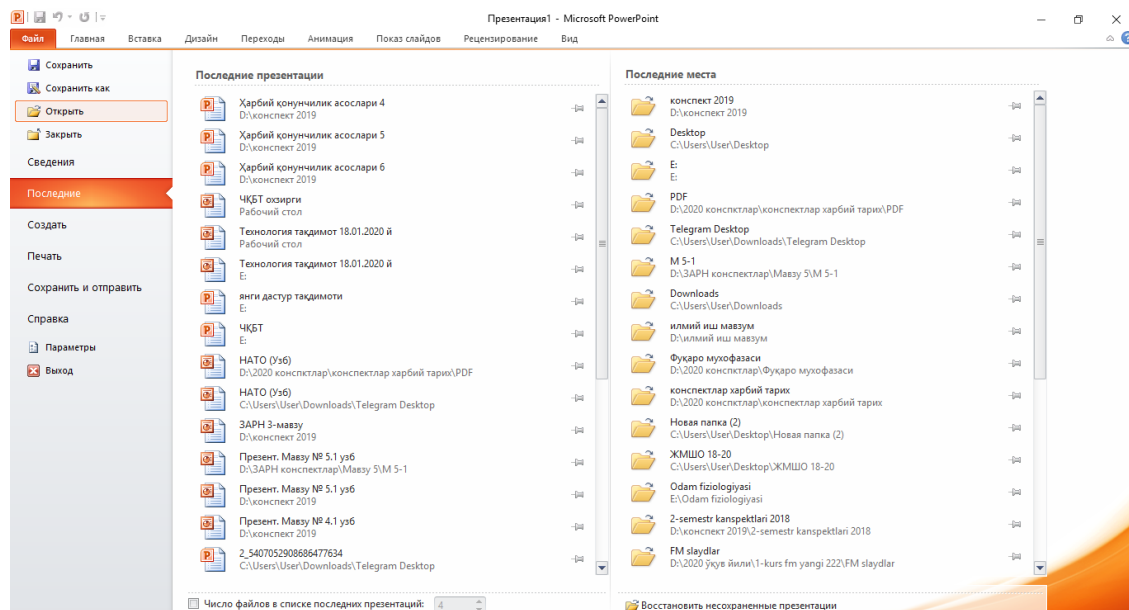 Презентация1 - Microsoft PowerPoint
Файл Главная Вставка Дизайн Переходы Анимация Показ слайдов Рецензирование Вид
Сохранить
Сохранить как
Открыть
Закрыть
Сведения
Последние
Создать
Печать
Сохранить и отправить
Справка
Параметры
Выход
Последние презентации
Ҳарбий қонунчилик асослари 4
D:\конспект 2019
Ҳарбий қонунчилик асослари 5
D:\конспект 2019
Ҳарбий қонунчилик асослари 6
D:\конспект 2019
ЧҚБТ охзирги
Рабочий стол
Технология тақдимот 18.01.2020 й
Рабочий стол
Технология тақдимот 18.01.2020 й
E:
янги дастур тақдимоти
E:
ЧҚБТ
E:
НАТО (Узб)
D:\2020 конспктлар\конспектлар харбий тарих\PDF
НАТО (Узб)
C:\Users\User\Downloads\Telegram Desktop
ЗАРН 3-мавзу
D:\конспект 2019
Презент. Мавзу № 5.1 узб
D:\ЗАРН конспектлар\Мавзу 5\М 5-1
Презент. Мавзу № 5.1 узб
D:\конспект 2019
Презент. Мавзу № 4.1 узб
D:\конспект 2019
2_5407052908686477634
C:\Users\User\Downloads\Telegram Desktop
Число файлов в списке последних презентаций: 4
Последние места
конспект 2019
D:\конспект 2019
Desktop
C:\Users\User\Desktop
E:
E:
PDF
D:\2020 конспктлар\конспектлар харбий тарих\PDF
Telegram Desktop
C:\Users\User\Downloads\Telegram Desktop
М 5-1
D:\ЗАРН конспектлар\Мавзу 5\М 5-1
Downloads
C:\Users\User\Downloads
илмий иш мавзум
D:\илмий иш мавзум
Фуқаро мухофазаси
D:\2020 конспктлар\Фуқаро мухофазаси
конспектлар харбий тарих
D:\2020 конспктлар\конспектлар харбий тарих
Новая папка (2)
C:\Users\User\Desktop\Новая папка (2)
ЖМШО 18-20
C:\Users\User\Desktop\ЖМШО 18-20
Odam fiziologiyasi
E:\Odam fiziologiyasi
2-semestr kanspektlari 2018
D:\конспект 2019\2-semestr kanspektlari 2018
FM slaydlar
D:\2020 ўқув йили\1-kurs fm yangi 222\FM slaydlar
Восстановить несохраненные презентации